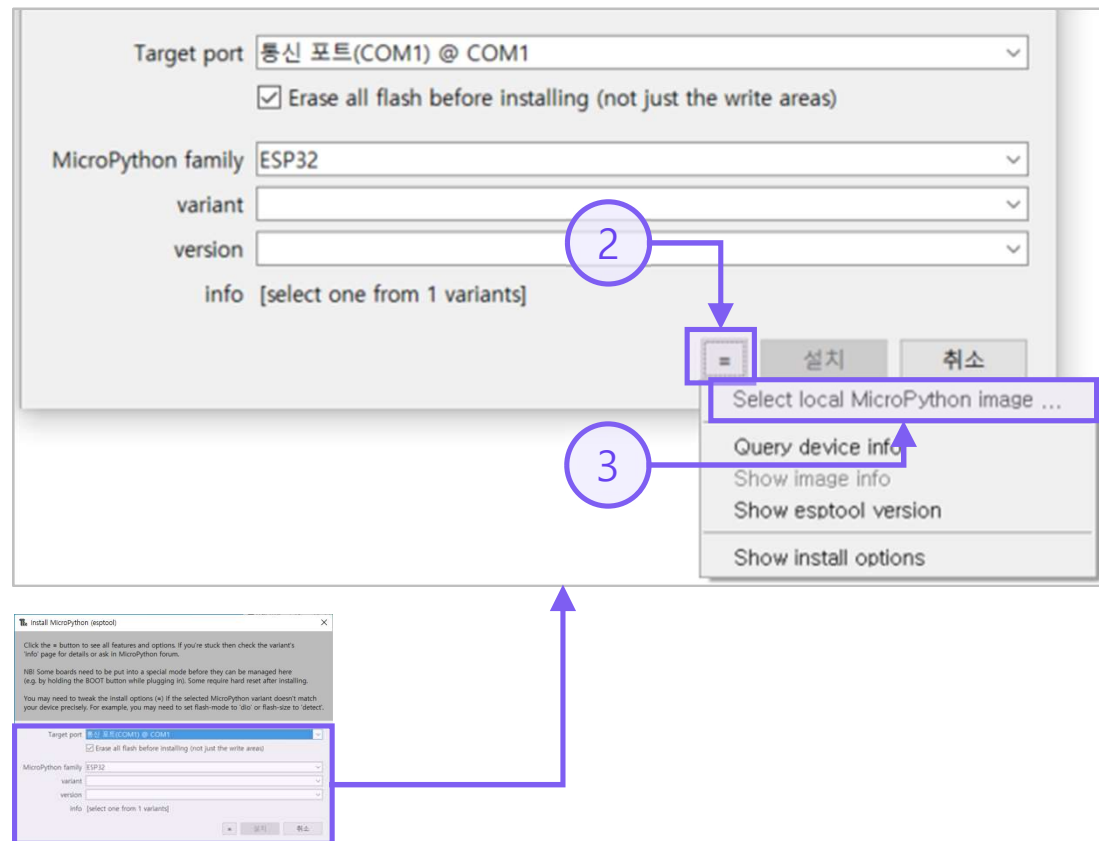 Target port 통신 포트(COM1) @ COM1
Erase all flash before installing (not just the write areas)
MicroPython family ESP32
variant
version
2
info [select one from 1 variants]
= 설치 취소
Select local MicroPython image ...
3
Query device info
Show image info
Show esptool version
Show install options
Install MicroPython (esptool)
Click the = button to see all features and options. If you're stuck then check the variant's
'info' page for details or ask in MicroPython forum.
NB! Some boards need to be put into a special mode before they can be managed here
(e.g. by holding the BOOT button while plugging in). Some require hard reset after installing.
You may need to tweak the install options (=) if the selected MicroPython variant doesn't match
your device precisely. For example, you may need to set flash-mode to 'dio' or flash-size to 'detect'.
Target port 통신 포트(COM1) @ COM1
Erase all flash before installing (not just the write areas)
MicroPython family ESP32
variant
version
info [select one from 1 variants]
= 설치 취소